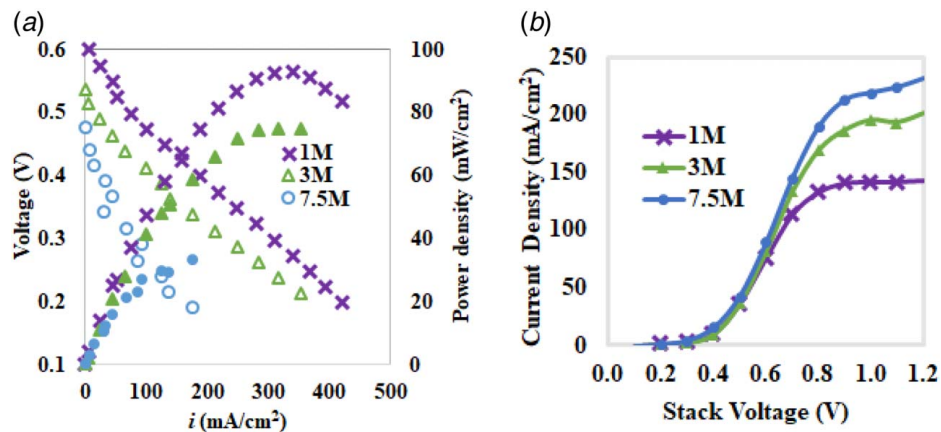 (a)
0.6
0.5
0.4
0.3
0.2
0.1
Voltage (V)
0
100
200
300
400
500
i (mA/cm²)
100
80
60
40
20
0
Power density (mW/cm²)
1M
3M
7.5M
(b)
250
200
150
100
50
0
Current Density (mA/cm²)
0.0
0.2
0.4
0.6
0.8
1.0
1.2
Stack Voltage (V)
1M
3M
7.5M